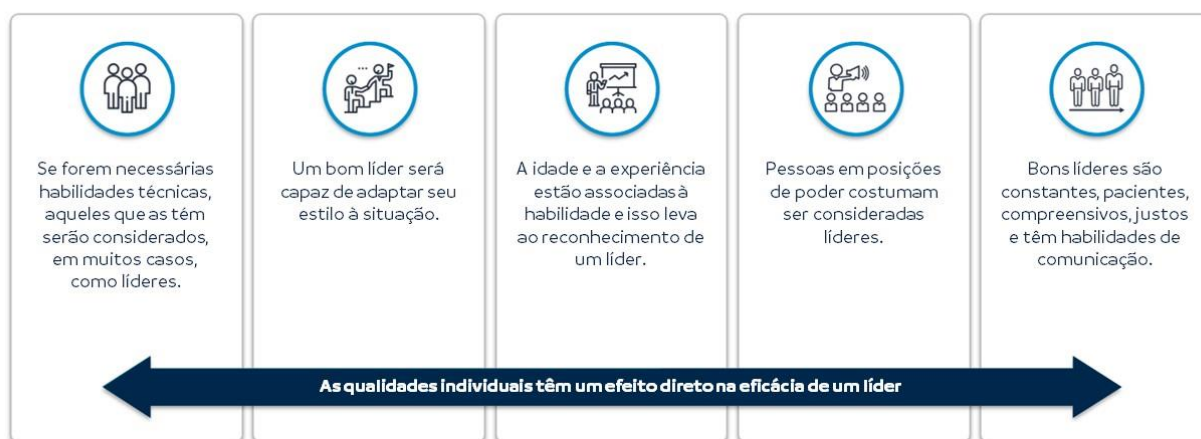 Se forem necessárias
habilidades técnicas,
aqueles que as têm
serão considerados,
em muitos casos,
como líderes.
Um bom líder será
capaz de adaptar seu
estilo à situação.
A idade e a experiência
estão associadas à
habilidade e isso leva
ao reconhecimento de
um líder.
Pessoas em posições
de poder costumam
ser consideradas
líderes.
Bons líderes são
constantes, pacientes,
compreensivos, justos
e têm habilidades de
comunicação.
As qualidades individuais têm um efeito direto na eficácia de um líder